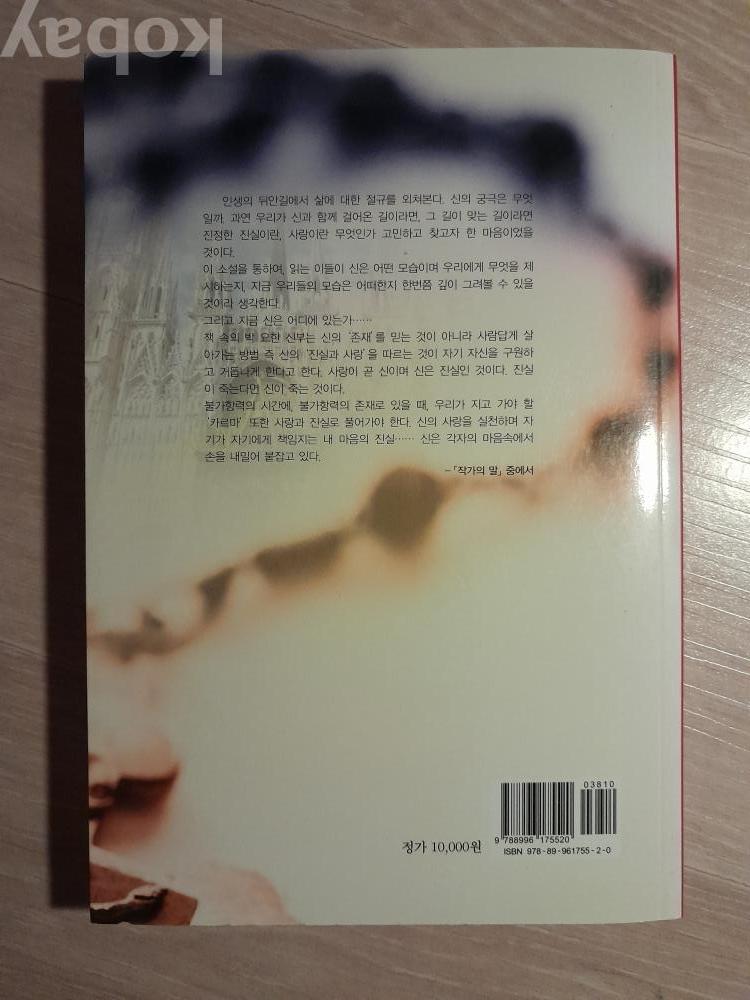 kobay
인생의 뒤안길에서 삶에 대한 절규를 외쳐본다. 신의 궁극은 무엇
일까. 과연 우리가 신과 함께 걸어온 길이라면, 그 길이 맞는 길이라면
진정한 진실이란, 사랑이란 무엇인가 고민하고 찾고자 한 마음이었을
것이다.
이 소설을 통하여, 읽는 이들이 신은 어떤 모습이며 우리에게 무엇을 제
시하는지, 지금 우리들의 모습은 어떠한지 한번쯤 깊이 그려볼 수 있을
것이라 생각한다.
그리고 지금 신은 어디에 있는가……
책 속의 박 요한 신부는 신의 ‘존재’를 믿는 것이 아니라 사람답게 살
아가는 방법 즉 신의 ‘진실과 사랑’을 따르는 것이 자기 자신을 구원하
고 거듭나게 한다고 한다. 사랑이 곧 신이며 신은 진실인 것이다. 진실
이 죽는다면 신이 죽는 것이다.
불가항력의 시간에, 불가항력의 존재로 있을 때, 우리가 지고 가야 할
‘카르마’ 또한 사랑과 진실로 풀어가야 한다. 신의 사랑을 실천하며 자
기가 자기에게 책임지는 내 마음의 진실…… 신은 각자의 마음속에서
손을 내밀어 붙잡고 있다.
–「작가의 말」 중에서
03810
9 788996 175520
정가 10,000원
ISBN 978-89-961755-2-0